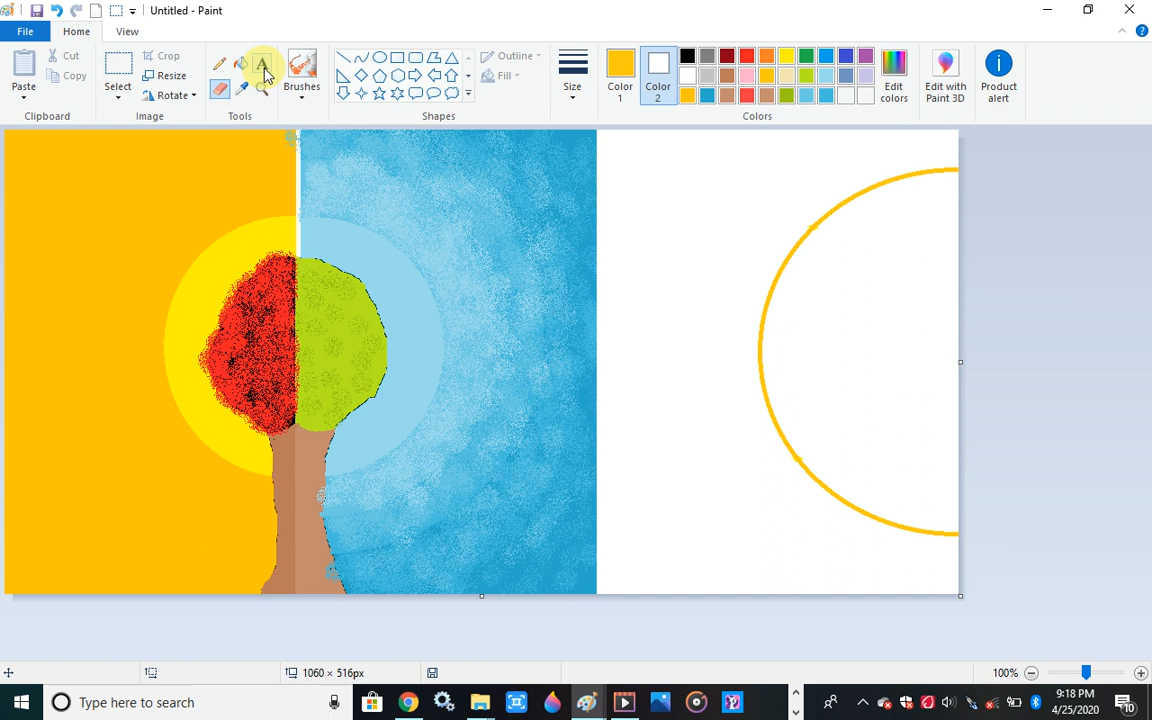 Untitled - Paint
File
Home
View
Paste
Cut
Copy
Clipboard
Select
Crop
Resize
Rotate
Image
A
Tools
Brushes
Outline
Fill
Shapes
Size
Color 1
Color 2
Edit colors
Colors
Edit with Paint 3D
Product alert
1060 × 516px
100%
Type here to search
9:18 PM
4/25/2020
10